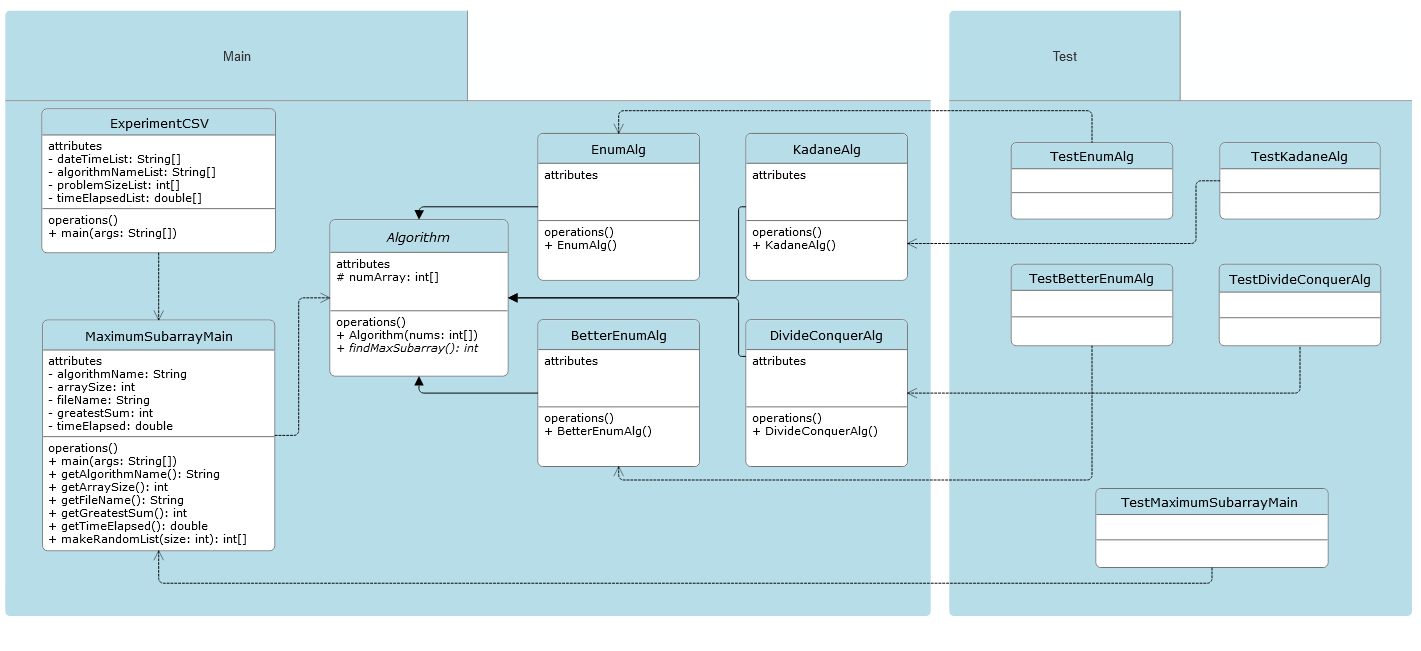 Main
Test
ExperimentCSV
attributes
- dateTimeList: String[]
- algorithmNameList: String[]
- problemSizeList: int[]
- timeElapsedList: double[]
operations()
+ main(args: String[])
MaximumSubarrayMain
attributes
- algorithmName: String
- arraySize: int
- fileName: String
- greatestSum: int
- timeElapsed: double
operations()
+ main(args: String[])
+ getAlgorithmName(): String
+ getArraySize(): int
+ getFileName(): String
+ getGreatestSum(): int
+ getTimeElapsed(): double
+ makeRandomList(size: int): int[]
Algorithm
attributes
# numArray: int[]
operations()
+ Algorithm(nums: int[])
+ findMaxSubarray(): int
EnumAlg
attributes
operations()
+ EnumAlg()
KadaneAlg
attributes
operations()
+ KadaneAlg()
BetterEnumAlg
attributes
operations()
+ BetterEnumAlg()
DivideConquerAlg
attributes
operations()
+ DivideConquerAlg()
TestEnumAlg
TestKadaneAlg
TestBetterEnumAlg
TestDivideConquerAlg
TestMaximumSubarrayMain